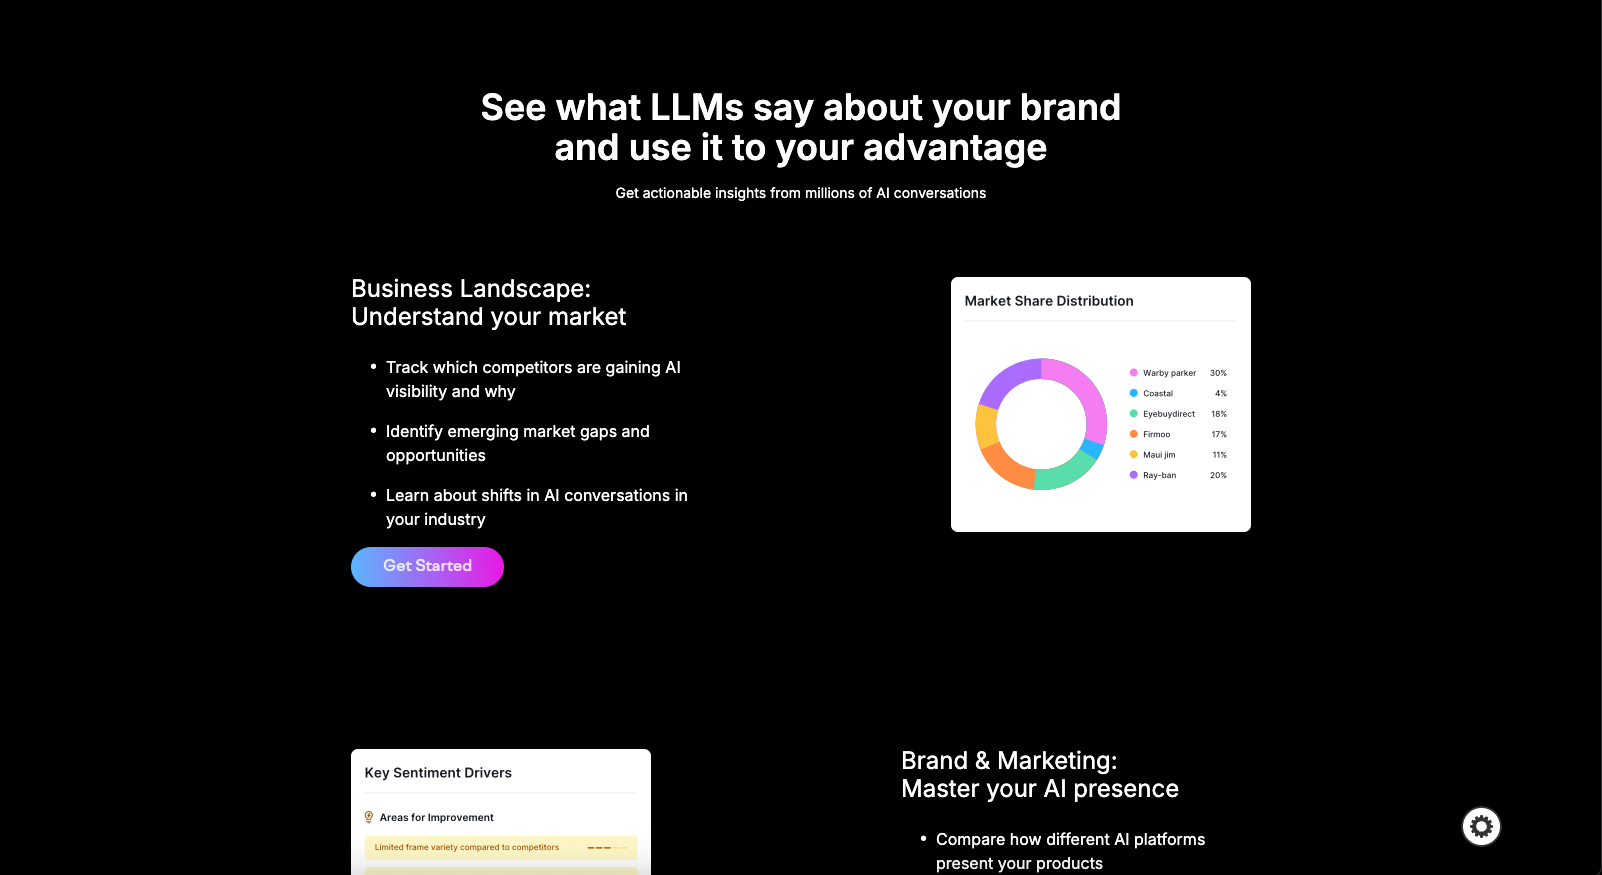 See what LLMs say about your brand
and use it to your advantage
Get actionable insights from millions of AI conversations
Business Landscape:
Understand your market
• Track which competitors are gaining AI
visibility and why
• Identify emerging market gaps and
opportunities
• Learn about shifts in AI conversations in
your industry
Get Started
Market Share Distribution
Warby parker 30%
Coastal 4%
Eyebuydirect 18%
Firmoo 17%
Maui jim 11%
Ray-ban 20%
Key Sentiment Drivers
Areas for Improvement
Limited frame variety compared to competitors
Brand & Marketing:
Master your AI presence
• Compare how different AI platforms
present your products